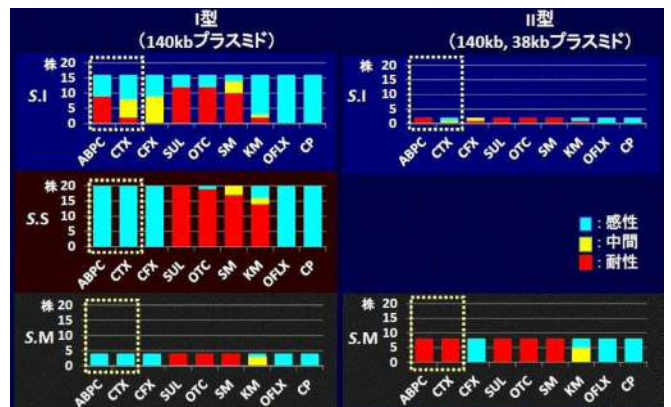 I型
(140kbプラスミド)
II型
(140kb, 38kbプラスミド)
S.I
株 20
15
10
5
0
ABPC CTX CFX SUL OTC SM KM OFLX CP
S.I
株 20
15
10
5
0
ABPC CTX CFX SUL OTC SM KM OFLX CP
S.S
株 20
15
10
5
0
ABPC CTX CFX SUL OTC SM KM OFLX CP
:感性
:中間
:耐性
S.M
株 20
15
10
5
0
ABPC CTX CFX SUL OTC SM KM OFLX CP
S.M
株 20
15
10
5
0
ABPC CTX CFX SUL OTC SM KM OFLX CP